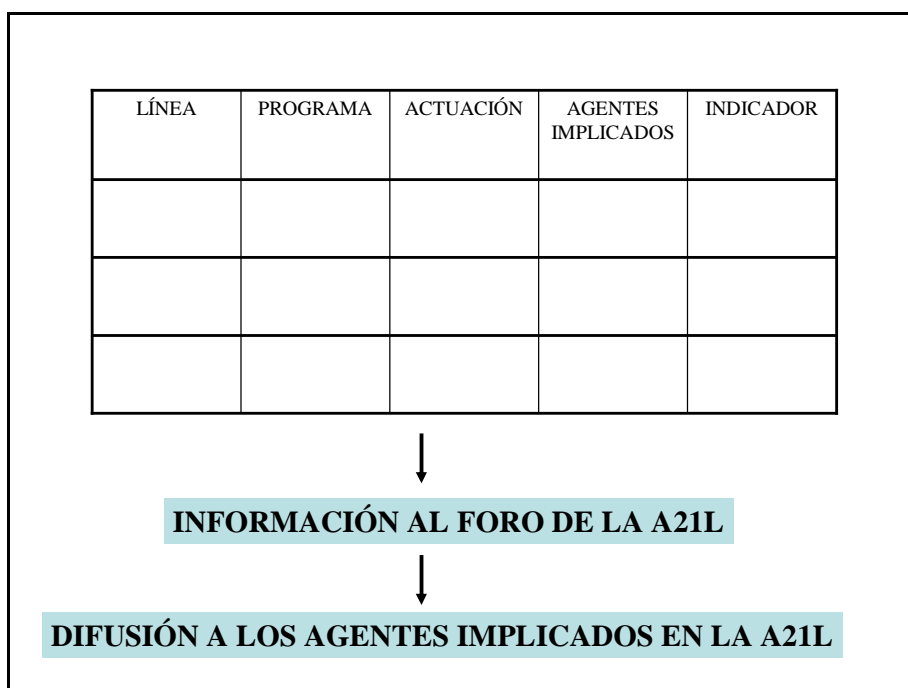 LÍNEA PROGRAMA ACTUACIÓN AGENTES IMPLICADOS INDICADOR
INFORMACIÓN AL FORO DE LA A21L
DIFUSIÓN A LOS AGENTES IMPLICADOS EN LA A21L